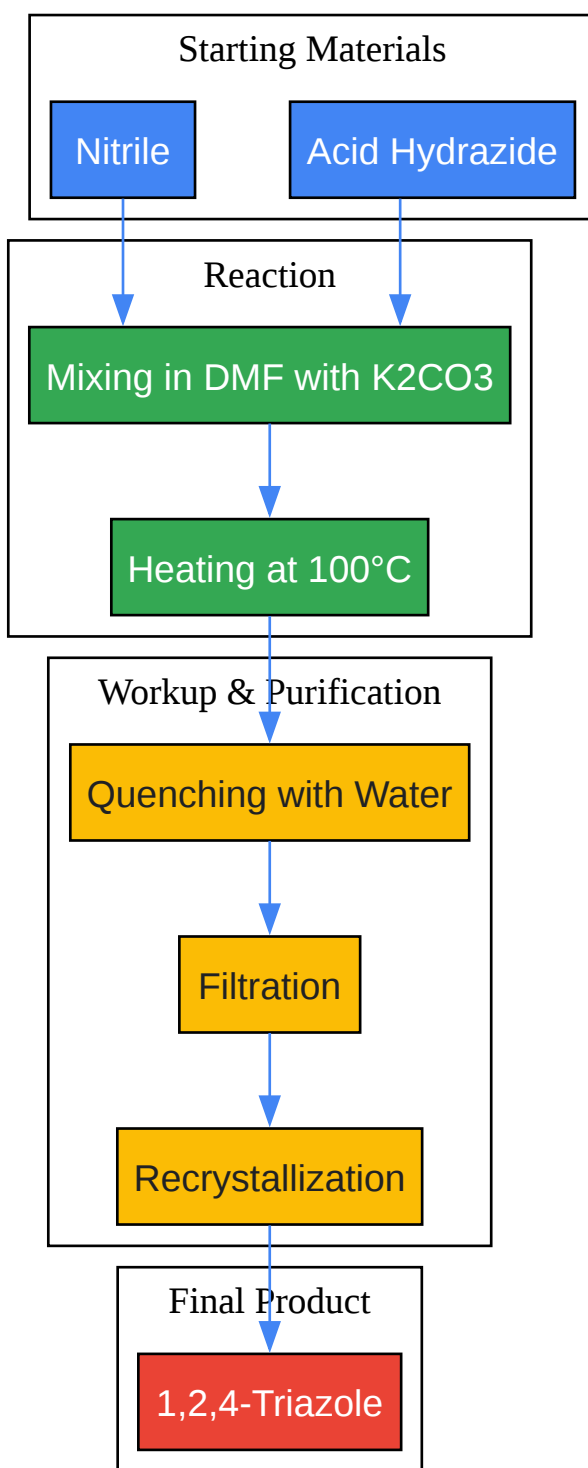 Starting Materials
Nitrile
Acid Hydrazide
Reaction
Mixing in DMF with K2CO3
Heating at 100°C
Workup & Purification
Quenching with Water
Filtration
Recrystallization
Final Product
1,2,4-Triazole